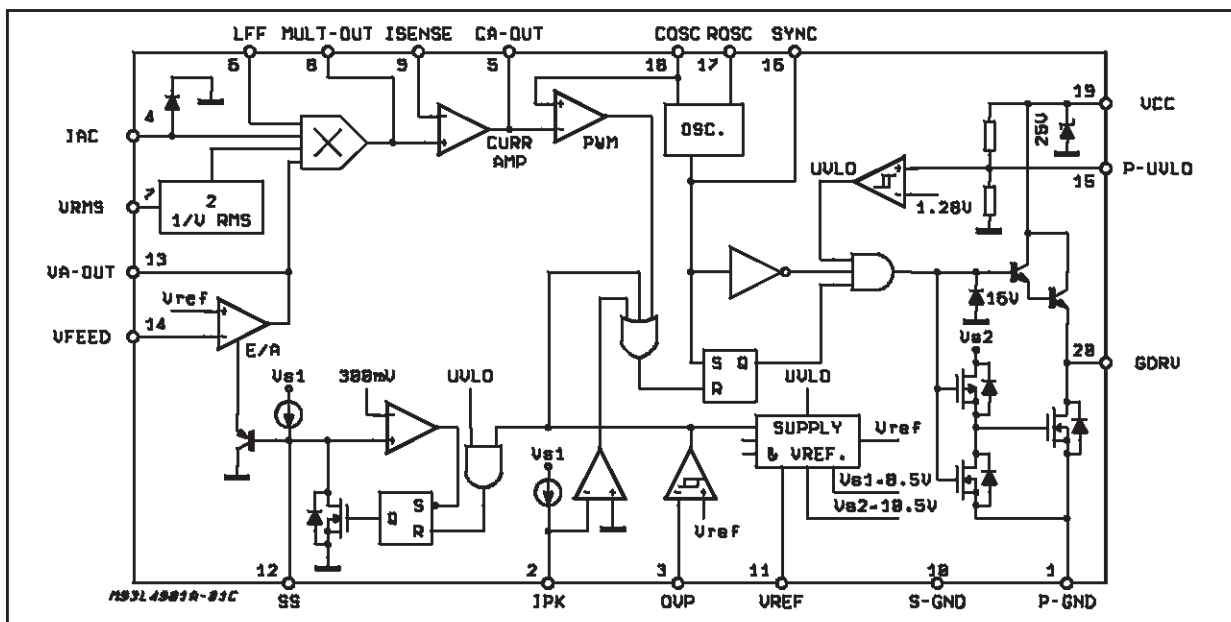 LFF MULT-OUT ISENSE CA-OUT COSC ROSC SYNC
6 8 9 5 18 17 16
19
VCC
4
IAC
OSC.
25V
CURR
AMP
PWM
UVLO
15
P-UVLO
7
2
1/V RMS
VRMS
1.28V
13
VA-OUT
Vref
15V
14
VFEED
E/A
Vs2
20
GDRV
S Q
R
Vs1
300mV
UVLO
UVLO
SUPPLY
& VREF.
Vref
Vs1
Vs1-8.5V
Vs2-10.5V
Q S
R
Vref
12 2 3 11 10 1
M93L4981A-01C
SS IPK OVP VREF S-GND P-GND